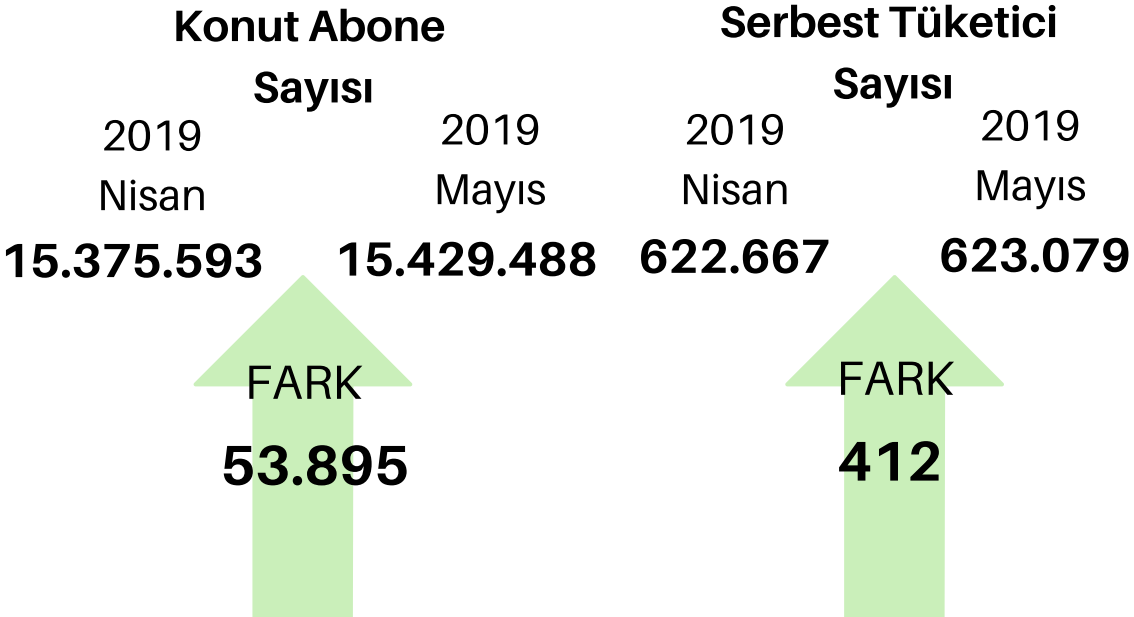 Konut Abone
Sayısı
2019
Nisan
15.375.593
2019
Mayıs
15.429.488
FARK
53.895
Serbest Tüketici
Sayısı
2019
Nisan
622.667
2019
Mayıs
623.079
FARK
412